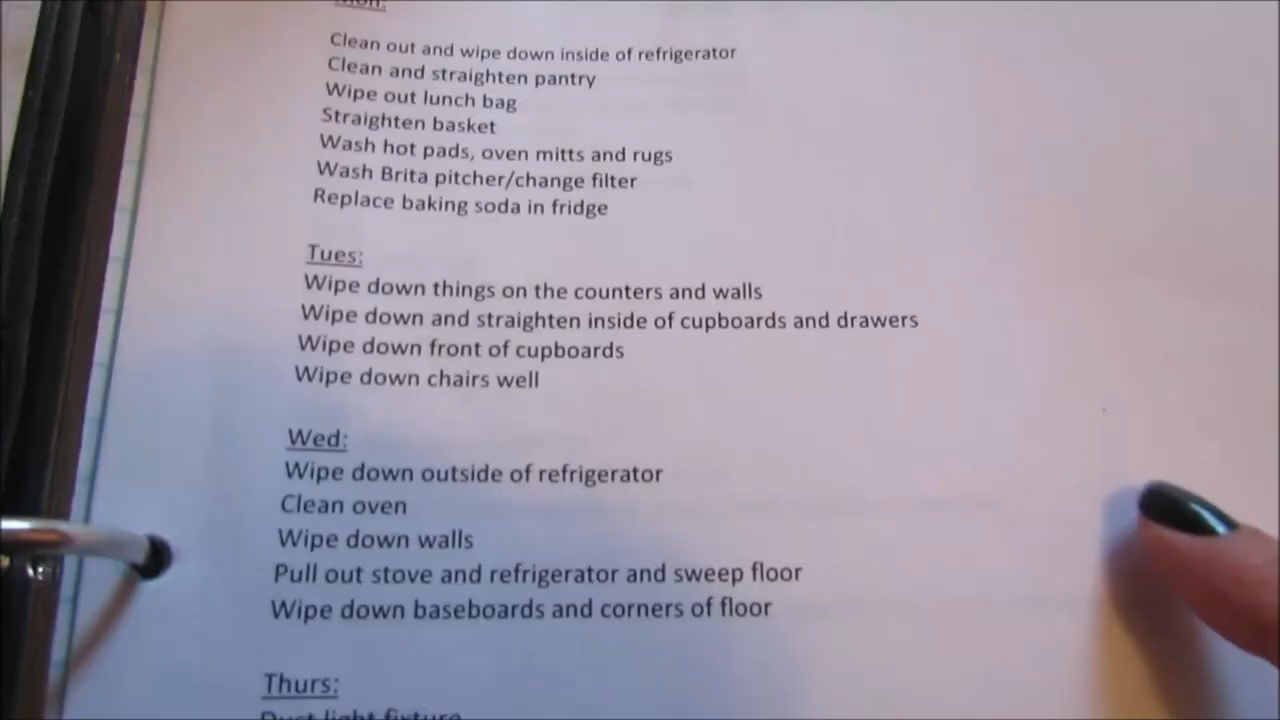 Mon:
Clean out and wipe down inside of refrigerator
Clean and straighten pantry
Wipe out lunch bag
Straighten basket
Wash hot pads, oven mitts and rugs
Wash Brita pitcher/change filter
Replace baking soda in fridge
Tues:
Wipe down things on the counters and walls
Wipe down and straighten inside of cupboards and drawers
Wipe down front of cupboards
Wipe down chairs well
Wed:
Wipe down outside of refrigerator
Clean oven
Wipe down walls
Pull out stove and refrigerator and sweep floor
Wipe down baseboards and corners of floor
Thurs:
Dust light fixture